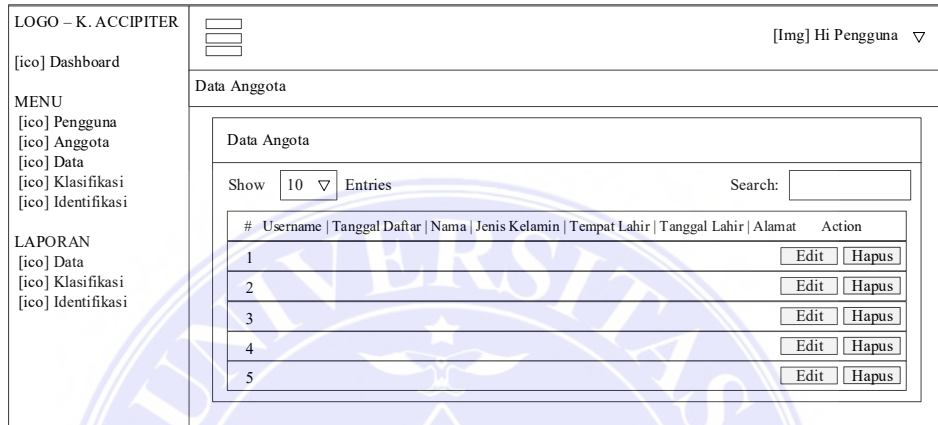 LOGO – K. ACCIPITER
[ico] Dashboard
MENU
[ico] Pengguna
[ico] Anggota
[ico] Data
[ico] Klasifikasi
[ico] Identifikasi
LAPORAN
[ico] Data
[ico] Klasifikasi
[ico] Identifikasi
[Img] Hi Pengguna
Data Anggota
Data Angota
Show 10 Entries Search:
# Username | Tanggal Daftar | Nama | Jenis Kelamin | Tempat Lahir | Tanggal Lahir | Alamat Action
1 Edit Hapus
2 Edit Hapus
3 Edit Hapus
4 Edit Hapus
5 Edit Hapus
UNIVERSITAS